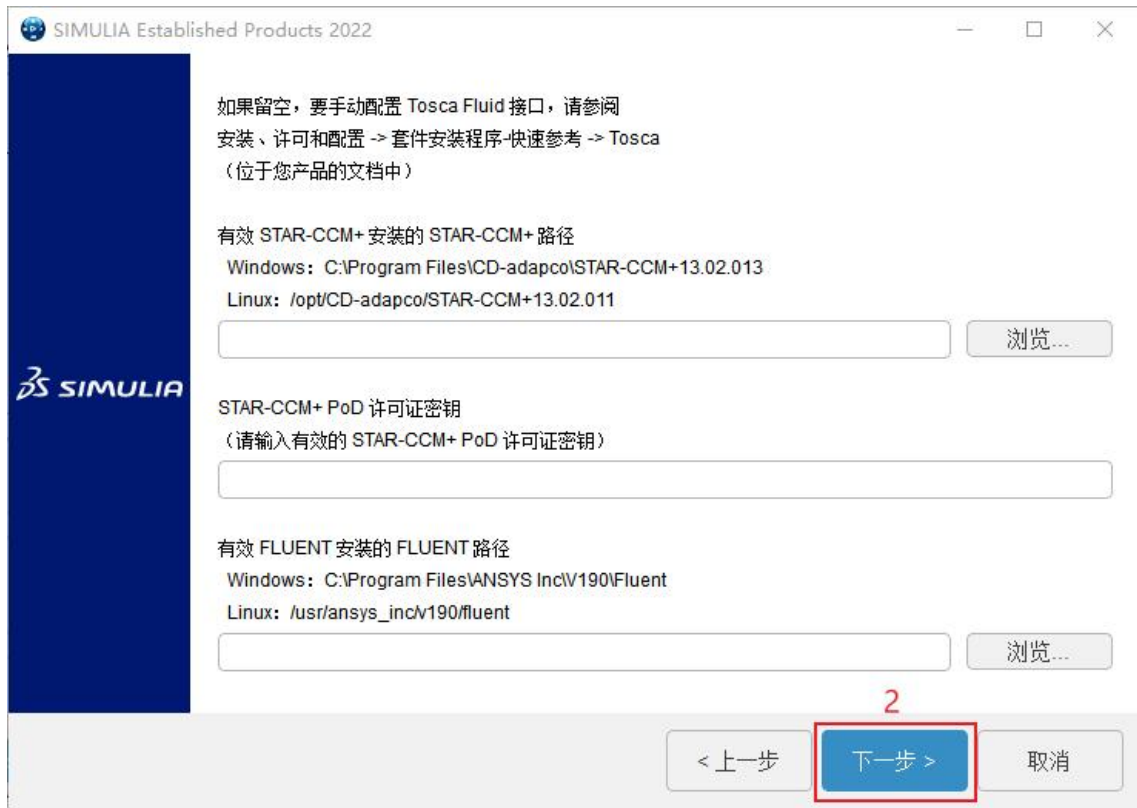 SIMULIA Established Products 2022
如果留空，要手动配置 Tosca Fluid 接口，请参阅
安装、许可和配置 -> 套件安装程序-快速参考 -> Tosca
（位于您产品的文档中）
有效 STAR-CCM+ 安装的 STAR-CCM+ 路径
Windows：C:\Program Files\CD-adapco\STAR-CCM+13.02.013
Linux：/opt/CD-adapco/STAR-CCM+13.02.011
浏览...
SIMULIA
STAR-CCM+ PoD 许可证密钥
（请输入有效的 STAR-CCM+ PoD 许可证密钥）
有效 FLUENT 安装的 FLUENT 路径
Windows：C:\Program Files\ANSYS Inc\V190\Fluent
Linux：/usr/ansys_inc/v190/fluent
浏览...
2
< 上一步
下一步 >
取消